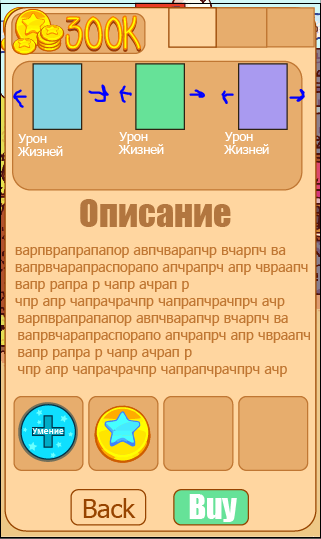 300K
Урон
Жизней
Урон
Жизней
Урон
Жизней
Описание
варпврапрапапор авпчварапчр вчарпч ва
вапрвчарапраспорапо апчрапрч апр чвраапч
вапр рапра р чапр ачрап р
чпр апр чапрачрачпр чапрапчрачпрч ачр
варпврапрапапор авпчварапчр вчарпч ва
вапрвчарапраспорапо апчрапрч апр чвраапч
вапр рапра р чапр ачрап р
чпр апр чапрачрачпр чапрапчрачпрч ачр
Умение
Back
Buy